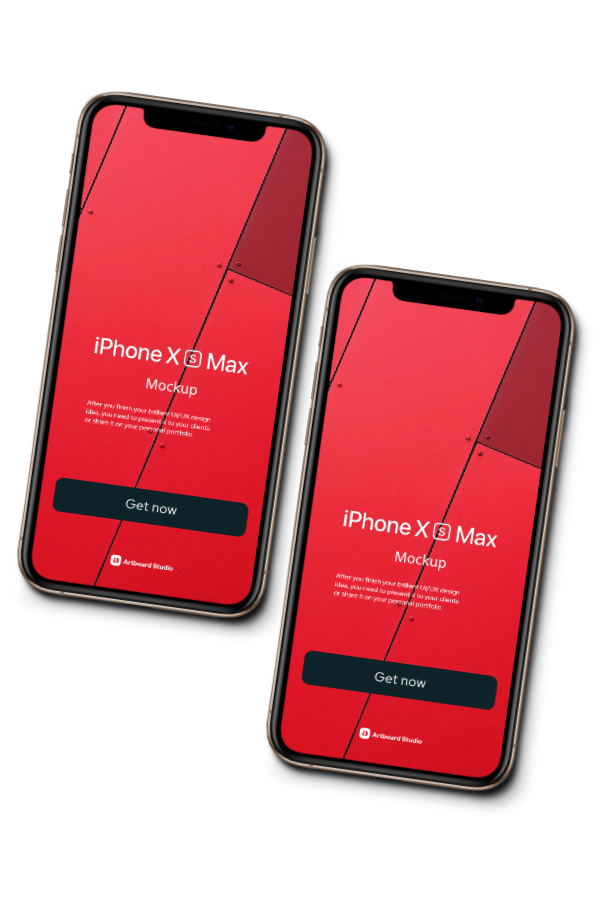 iPhone X S Max
Mockup
After you finish your brilliant UI/UX design
idea, you need to present it to your clients
or share it on your personal portfolio.
Get now
Artboard Studio
iPhone X S Max
Mockup
After you finish your brilliant UI/UX design
idea, you need to present it to your clients
or share it on your personal portfolio.
Get now
Artboard Studio